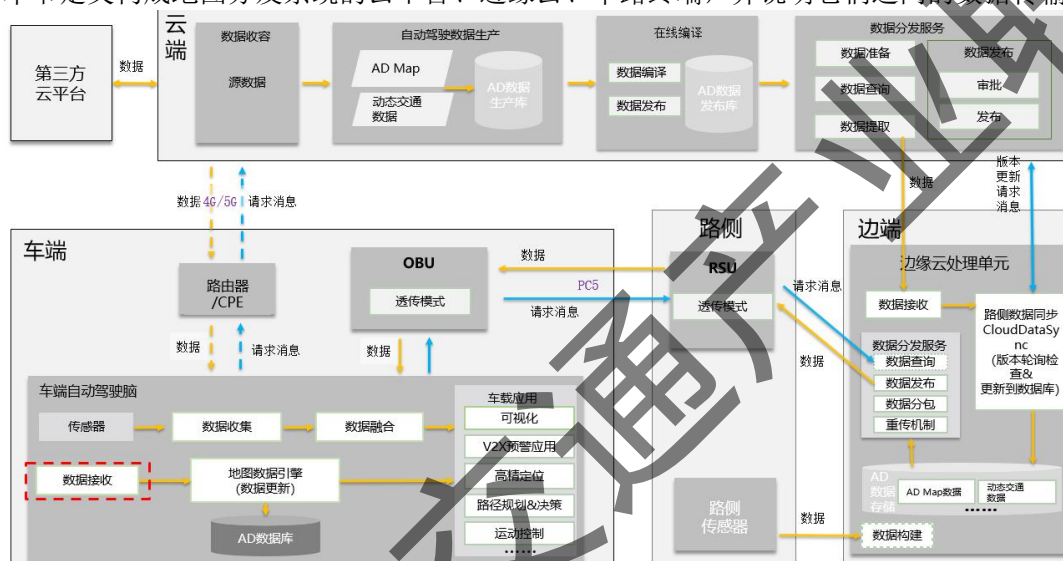 第三方
云平台
数据
云
端
数据收容
源数据
自动驾驶数据生产
AD Map
动态交通
数据
AD数据
生产库
在线编译
数据编译
数据发布
AD数据
发布库
数据分发服务
数据准备
数据查询
数据提取
数据发布
审批
发布
数据
4G/5G
请求消息
数据
版本
更新
请求
消息
车端
路由器
/CPE
数据
请求消息
OBU
透传模式
数据
数据
PC5
请求消息
路侧
RSU
透传模式
请求消息
数据
边端
边缘云处理单元
数据接收
路侧数据同步
CloudDataSy
nc
(版本轮询检
查&
更新到数据库)
数据分发服务
数据查询
数据发布
数据分包
重传机制
AD
数据
存储
AD Map数据
动态交通
数据
······
数据构建
路侧
传感器
数据
车端自动驾驶脑
传感器
数据收集
数据融合
数据接收
地图数据引擎
(数据更新)
AD数据库
车载应用
可视化
V2X预警应用
高精定位
路径规划&决策
运动控制
······
交通产业